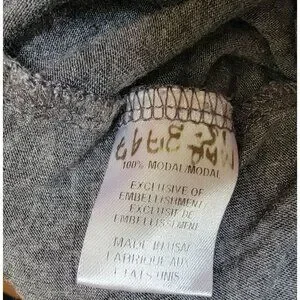 100% MODAL/MODAL
EXCLUSIVE OF
EMBELLISHMENT
EXCLUSIF DE
EMBELLISSEMENT
MADE IN USA/
FABRIQUE AUX
ETATS UNIS